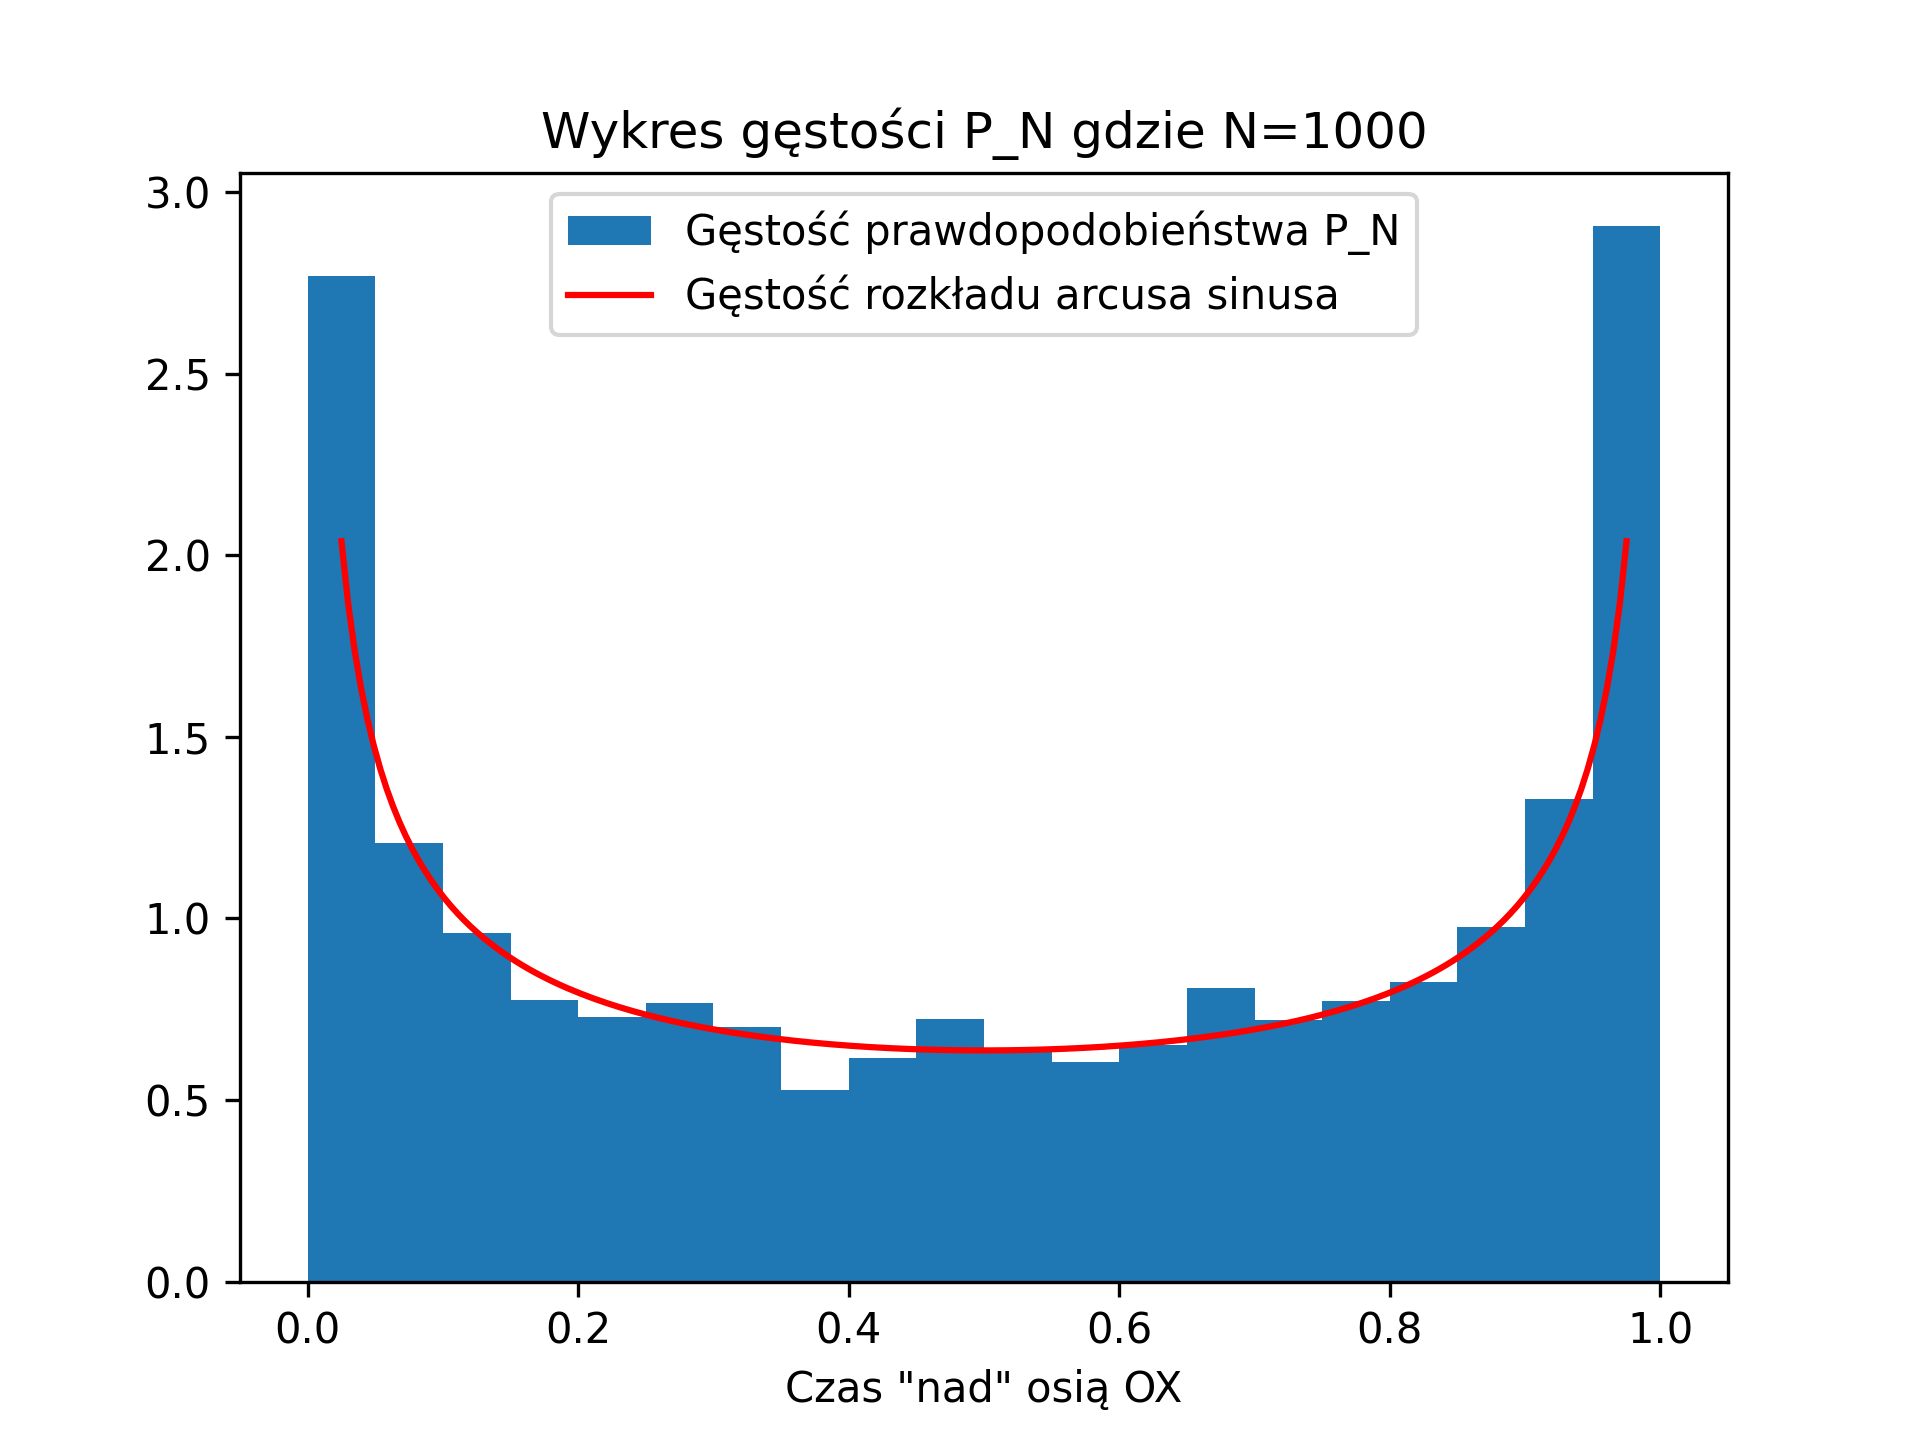 Wykres gęstości P_N gdzie N=1000
Gęstość prawdopodobieństwa P_N
Gęstość rozkładu arcusa sinusa
3.0
2.5
2.0
1.5
1.0
0.5
0.0
0.0 0.2 0.4 0.6 0.8 1.0
Czas "nad" osią OX